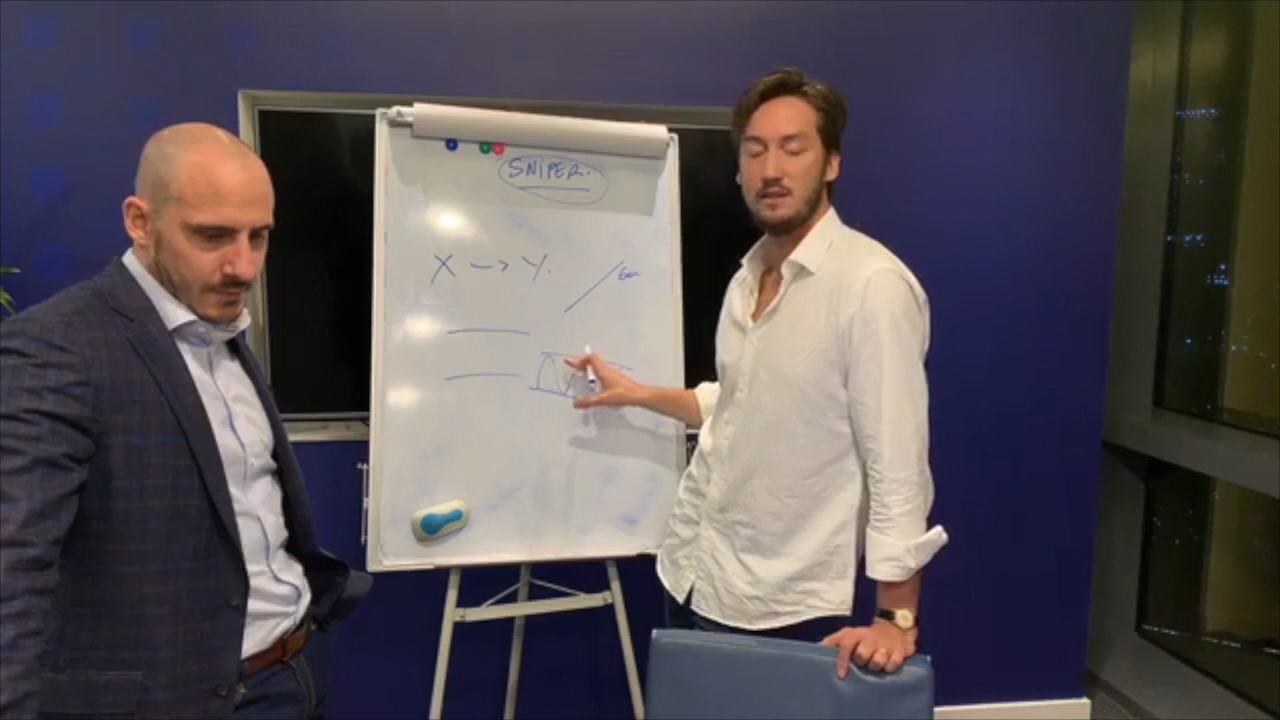 SNIPER.
X → Y.